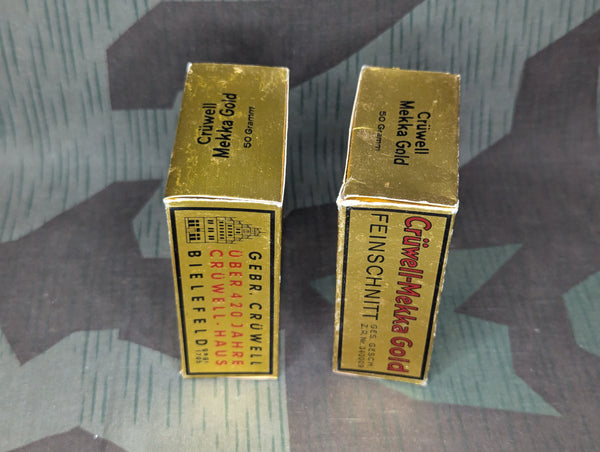 Crüwell
Mekka Gold
50 Gramm
GEBR. CRÜWELL
ÜBER 420 JAHRE
CRÜWELL-HAUS
BIELEFELD
Crüwell
Mekka Gold
50 Gramm
Crüwell-Mekka Gold
FEINSCHNITT
GES. GESCH.